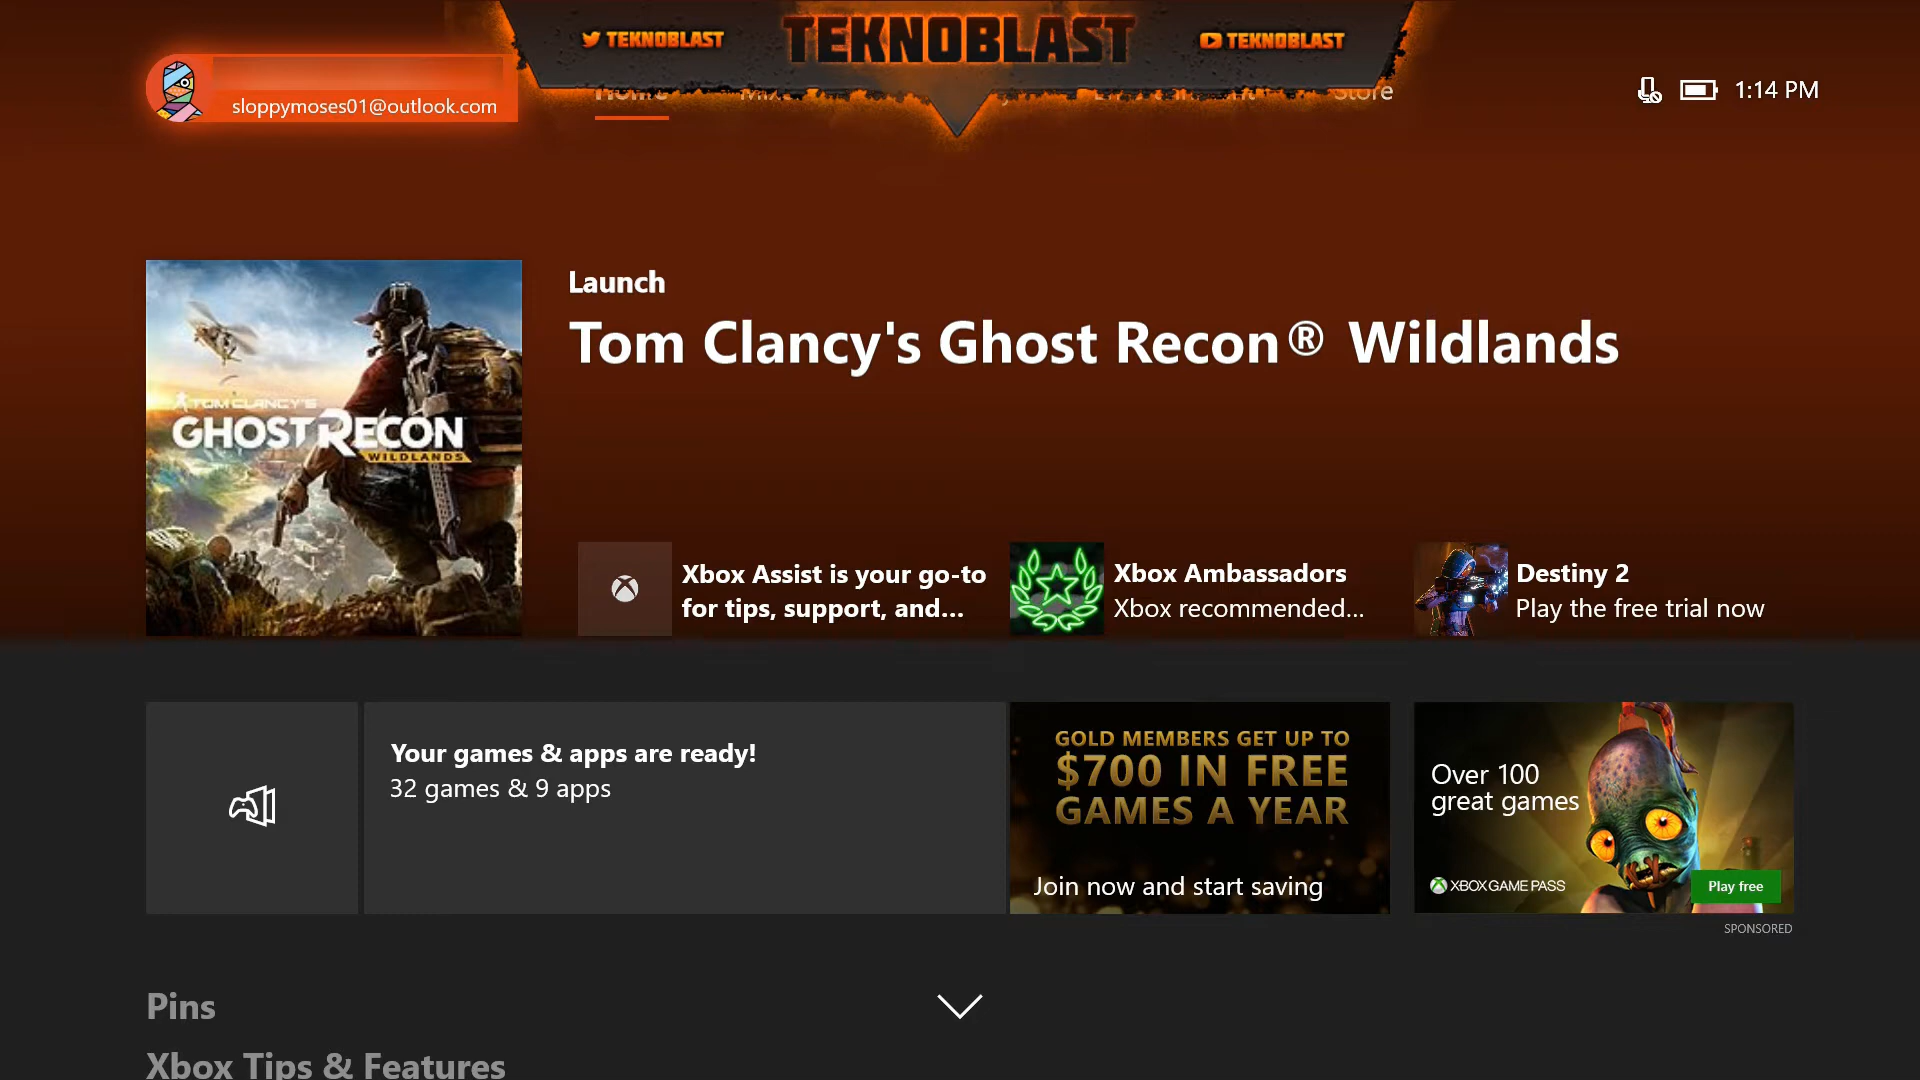 TEKNOBLAST
TEKNOBLAST
TEKNOBLAST
sloppymoses01@outlook.com
Home
Store
1:14 PM
TOM CLANCY'S
GHOST RECON
WILDLANDS
Launch
Tom Clancy's Ghost Recon® Wildlands
Xbox Assist is your go-to
for tips, support, and...
Xbox Ambassadors
Xbox recommended...
Destiny 2
Play the free trial now
Your games & apps are ready!
32 games & 9 apps
GOLD MEMBERS GET UP TO
$700 IN FREE
GAMES A YEAR
Join now and start saving
Over 100
great games
XBOX GAME PASS
Play free
SPONSORED
Pins
Xbox Tips & Features